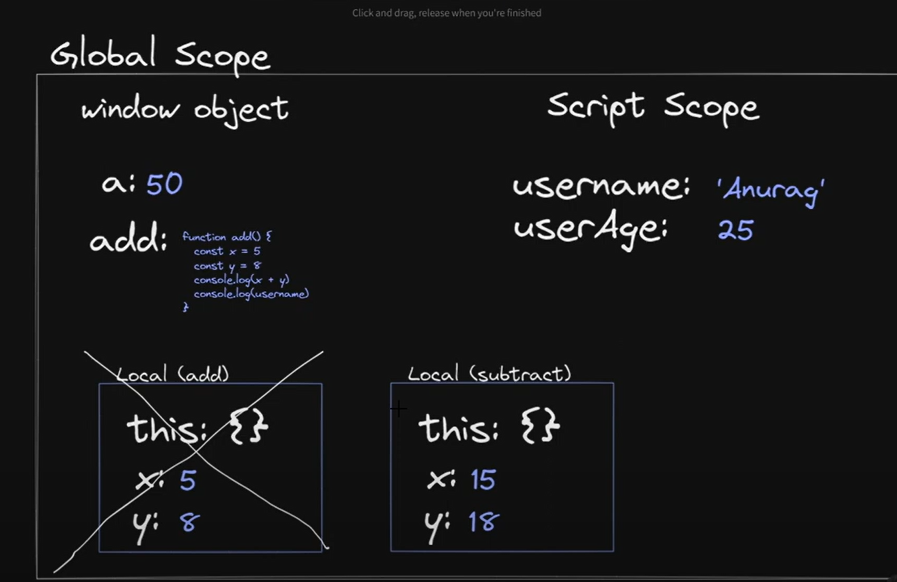 Click and drag, release when you're finished
Global Scope
window object
a: 50
add: function add() {
const x = 5
const y = 8
console.log(x + y)
console.log(username)
}
Script Scope
username: 'Anurag'
userAge: 25
Local (add)
this: {}
x: 5
y: 8
Local (subtract)
this: {}
x: 15
y: 18